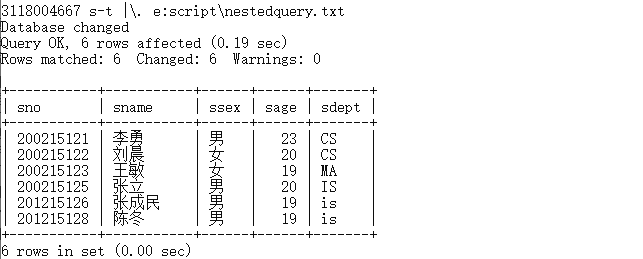 3118004667 s-t |\. e:script\nestedquery.txt
Database changed
Query OK, 6 rows affected (0.19 sec)
Rows matched: 6  Changed: 6  Warnings: 0
+-----------+--------+------+------+-------+
| sno       | sname  | ssex | sage | sdept |
+-----------+--------+------+------+-------+
| 200215121 | 李勇   | 男   |   23 | CS    |
| 200215122 | 刘晨   | 女   |   20 | CS    |
| 200215123 | 王敏   | 女   |   19 | MA    |
| 200215125 | 张立   | 男   |   20 | IS    |
| 201215126 | 张成民 | 男   |   19 | is    |
| 201215128 | 陈冬   | 男   |   19 | is    |
+-----------+--------+------+------+-------+
6 rows in set (0.00 sec)